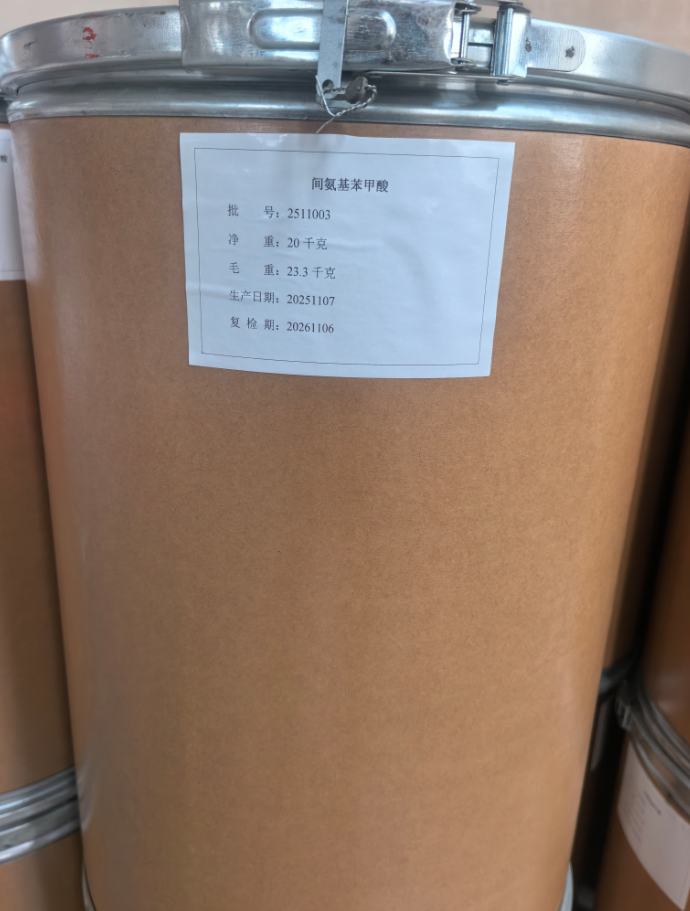 间氨基苯甲酸
批 号：2511003
净 重：20 千克
毛 重：23.3 千克
生产日期：20251107
复 检 期：20261106